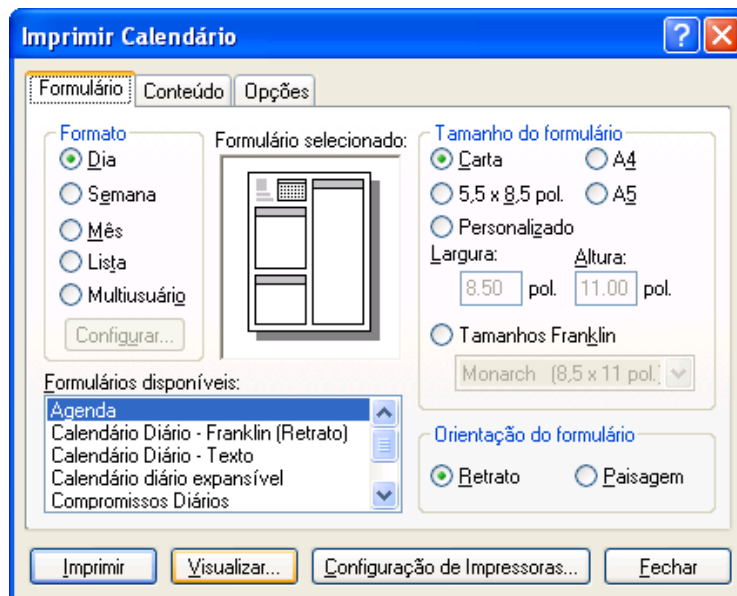 Imprimir Calendário
Formulário Conteúdo Opções
Formato
Dia
Semana
Mês
Lista
Multiusuário
Configurar...
Formulário selecionado:
Tamanho do formulário
Carta A4
5,5 x 8,5 pol. A5
Personalizado
Largura: Altura:
8.50 pol. 11.00 pol.
Tamanhos Franklin
Monarch (8,5 x 11 pol.)
Formulários disponíveis:
Agenda
Calendário Diário - Franklin (Retrato)
Calendário Diário - Texto
Calendário diário expansível
Compromissos Diários
Orientação do formulário
Retrato Paisagem
Imprimir Visualizar... Configuração de Impressoras... Fechar